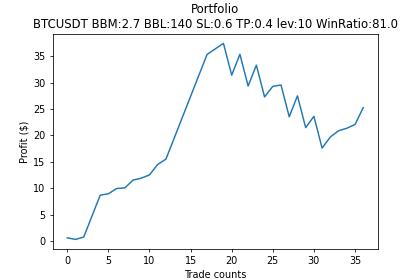 Portfolio
BTCUSDT BBM:2.7 BBL:140 SL:0.6 TP:0.4 lev:10 WinRatio:81.0
35
30
25
20
15
10
5
0
Profit ($)
0 5 10 15 20 25 30 35
Trade counts